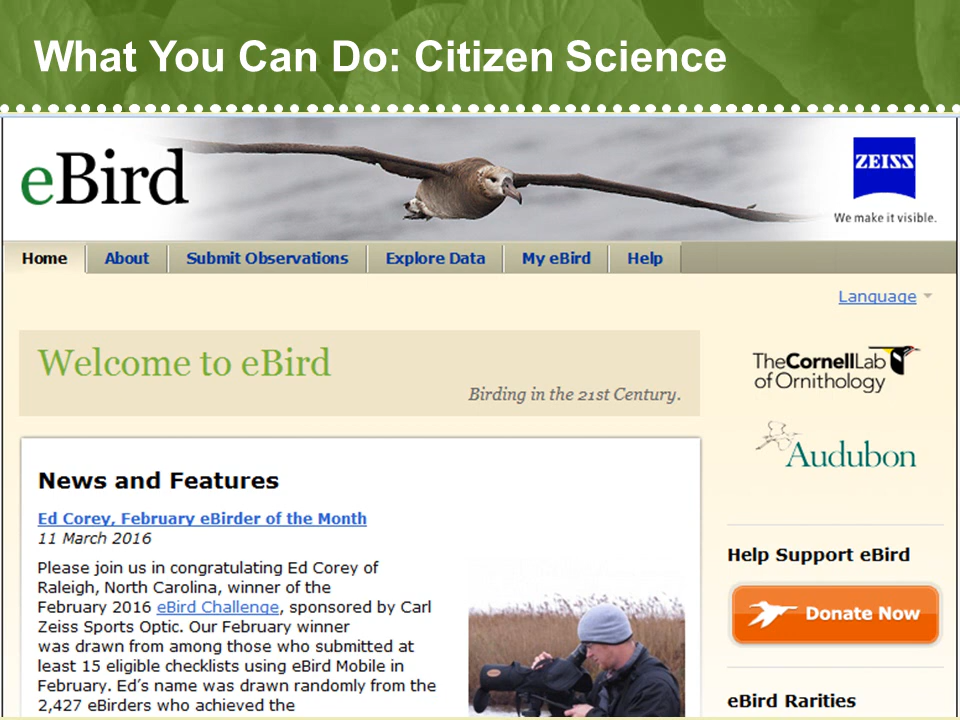 What You Can Do: Citizen Science
eBird
ZEISS
We make it visible.
Home About Submit Observations Explore Data My eBird Help
Language
Welcome to eBird
Birding in the 21st Century.
TheCornellLab
of Ornithology
Audubon
News and Features
Ed Corey, February eBirder of the Month
11 March 2016
Please join us in congratulating Ed Corey of
Raleigh, North Carolina, winner of the
February 2016 eBird Challenge, sponsored by Carl
Zeiss Sports Optic. Our February winner
was drawn from among those who submitted at
least 15 eligible checklists using eBird Mobile in
February. Ed’s name was drawn randomly from the
2,427 eBirders who achieved the
Help Support eBird
Donate Now
eBird Rarities